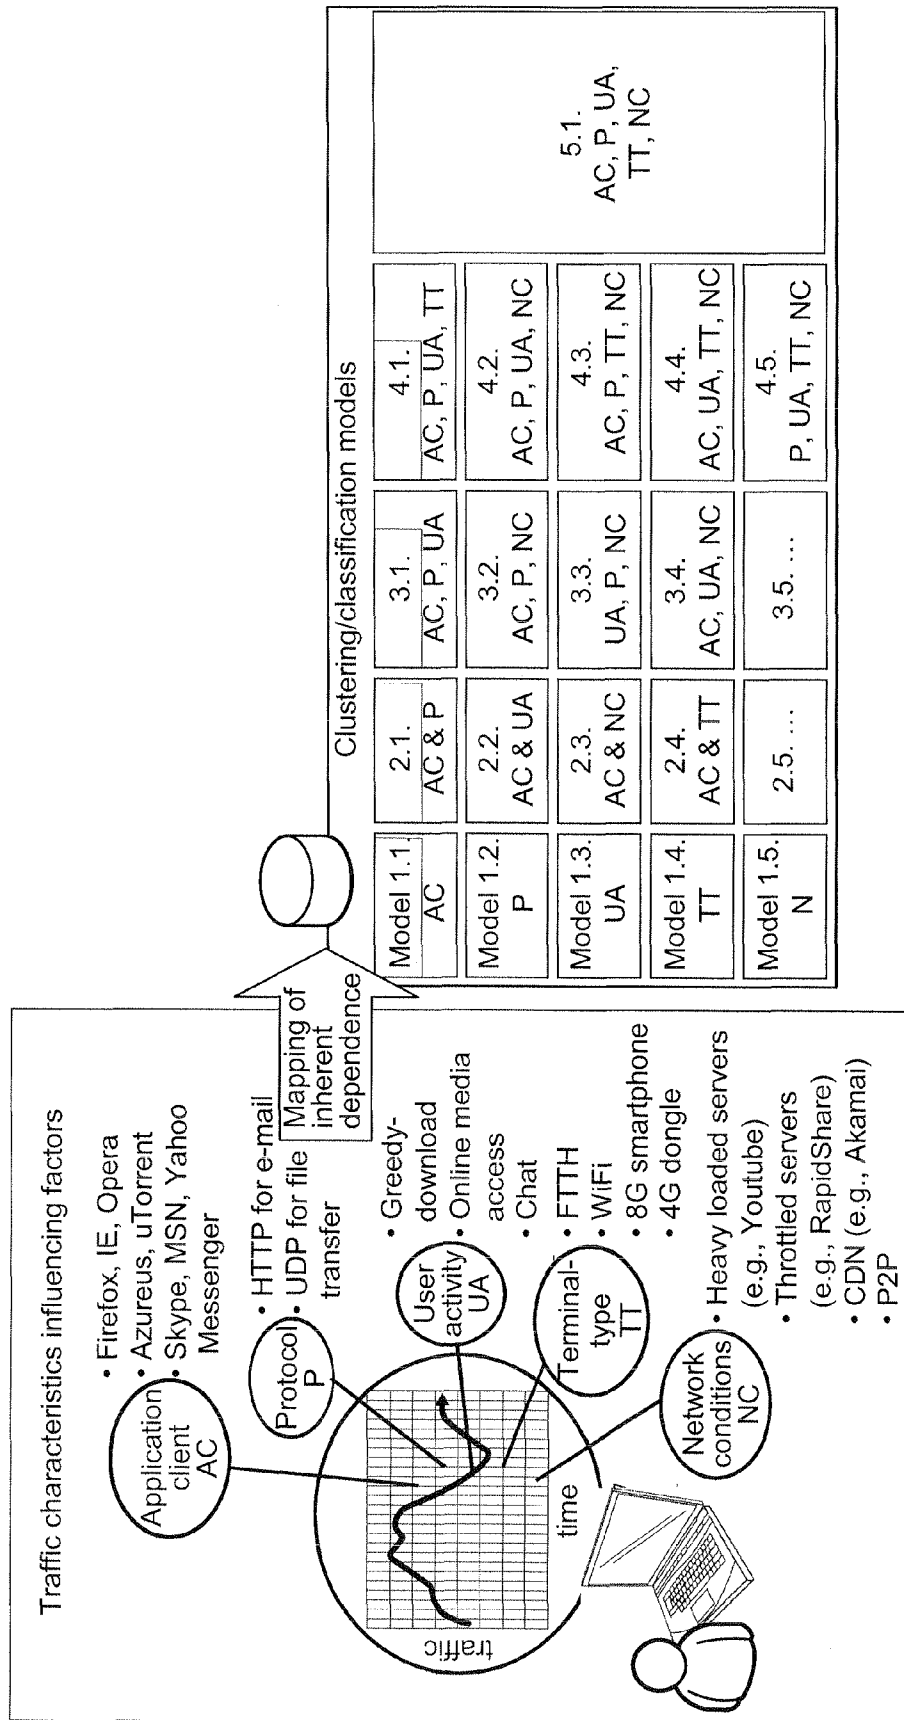 Traffic characteristics influencing factors
Application
client
AC
• Firefox, IE, Opera
• Azureus, uTorrent
• Skype, MSN, Yahoo
Messenger
Protocol
P
• HTTP for e-mail
• UDP for file
transfer
User
activity
UA
• Greedy-
download
• Online media
access
• Chat
Terminal-
type
TT
• FTTH
• WiFi
• 8G smartphone
• 4G dongle
Network
conditions
NC
• Heavy loaded servers
(e.g., Youtube)
• Throttled servers
(e.g., RapidShare)
• CDN (e.g., Akamai)
• P2P
traffic
time
Mapping of
inherent
dependence
Clustering/classification models
Model 1.1.
AC
2.1.
AC & P
3.1.
AC, P, UA
4.1.
AC, P, UA, TT
5.1.
AC, P, UA,
TT, NC
Model 1.2.
P
2.2.
AC & UA
3.2.
AC, P, NC
4.2.
AC, P, UA, NC
Model 1.3.
UA
2.3.
AC & NC
3.3.
UA, P, NC
4.3.
AC, P, TT, NC
Model 1.4.
TT
2.4.
AC & TT
3.4.
AC, UA, NC
4.4.
AC, UA, TT, NC
Model 1.5.
N
2.5. ...
3.5. ...
4.5.
P, UA, TT, NC